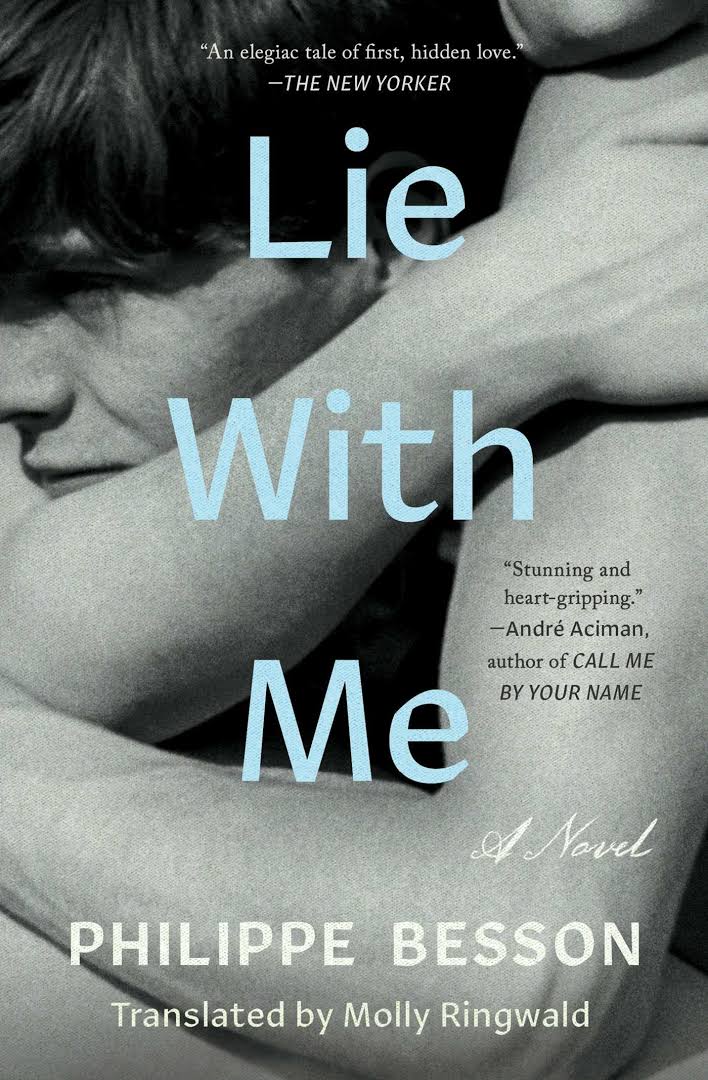 “An elegiac tale of first, hidden love.”
—THE NEW YORKER
Lie
With
Me
“Stunning and
heart-gripping.”
—André Aciman,
author of CALL ME
BY YOUR NAME
A Novel
PHILIPPE BESSON
Translated by Molly Ringwald